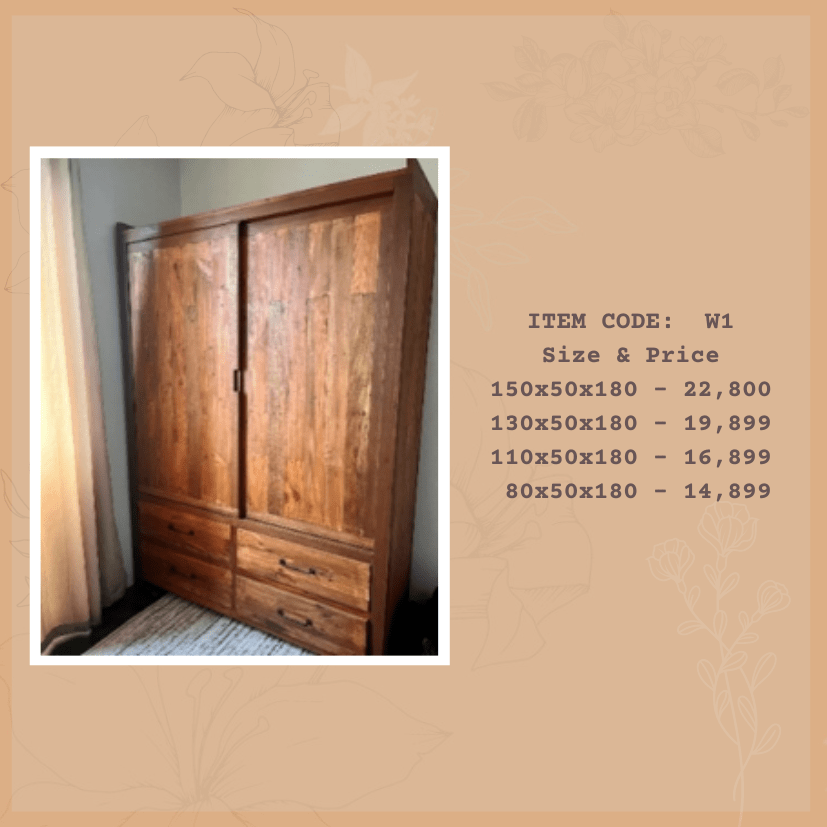 ITEM CODE:  W1
Size & Price
150x50x180 – 22,800
130x50x180 – 19,899
110x50x180 – 16,899
80x50x180 – 14,899